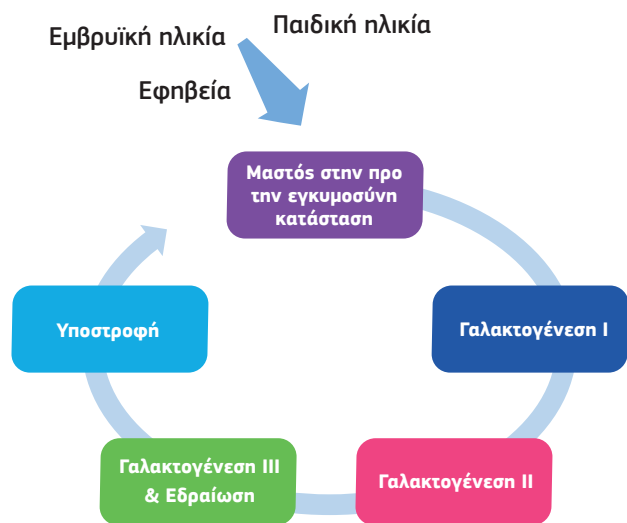 Εμβρυϊκή ηλικία
Παιδική ηλικία
Εφηβεία
Μαστός στην προ
την εγκυμοσύνη
κατάσταση
Γαλακτογένεση I
Γαλακτογένεση II
Γαλακτογένεση III
& Εδραίωση
Υποστροφή